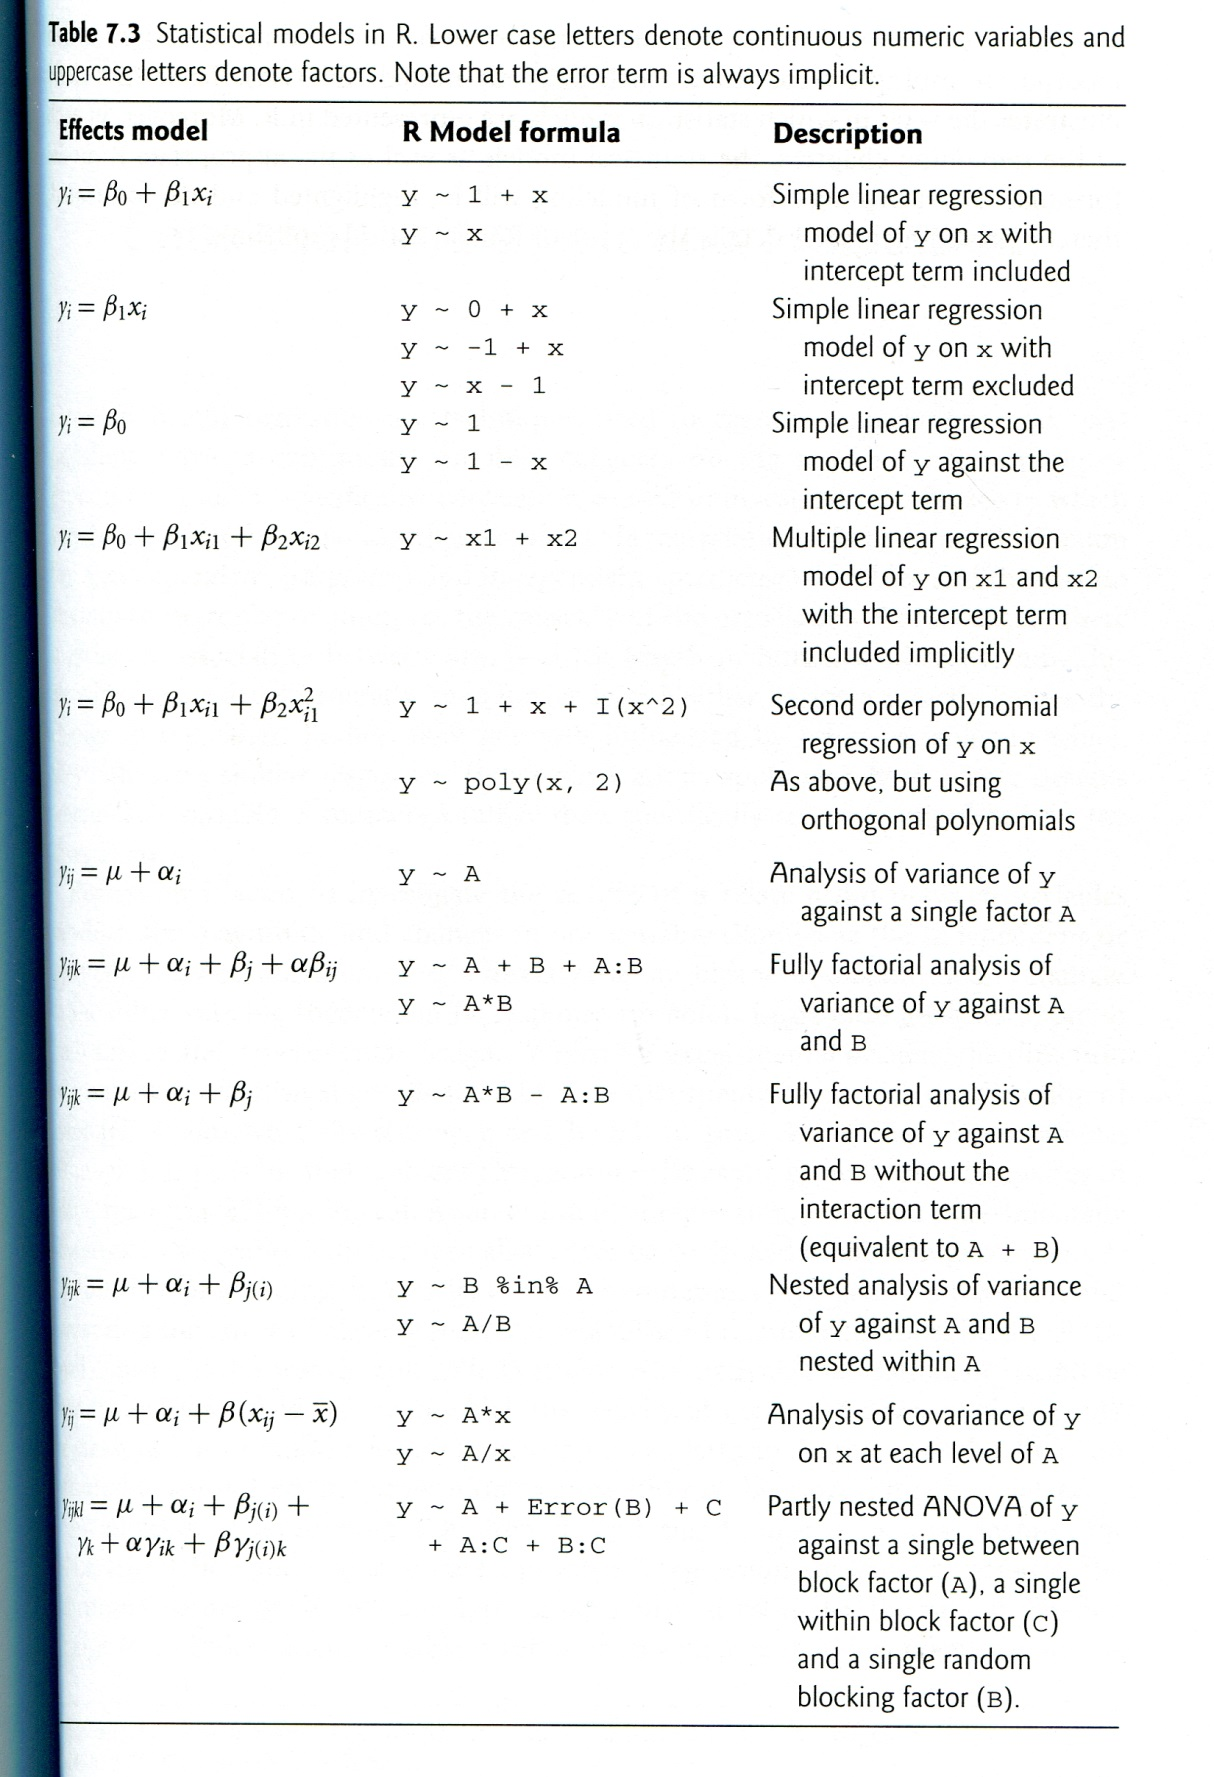 Table 7.3 Statistical models in R. Lower case letters denote continuous numeric variables and
uppercase letters denote factors. Note that the error term is always implicit.
Effects model R Model formula Description
yᵢ = β₀ + β₁xᵢ y ~ 1 + x Simple linear regression
y ~ x model of y on x with
intercept term included
yᵢ = β₁xᵢ y ~ 0 + x Simple linear regression
y ~ -1 + x model of y on x with
y ~ x - 1 intercept term excluded
yᵢ = β₀ y ~ 1 Simple linear regression
y ~ 1 - x model of y against the
intercept term
yᵢ = β₀ + β₁xᵢ₁ + β₂xᵢ₂ y ~ x1 + x2 Multiple linear regression
model of y on x1 and x2
with the intercept term
included implicitly
yᵢ = β₀ + β₁xᵢ₁ + β₂x²ᵢ₁ y ~ 1 + x + I(x^2) Second order polynomial
regression of y on x
y ~ poly(x, 2) As above, but using
orthogonal polynomials
yᵢⱼ = μ + αᵢ y ~ A Analysis of variance of y
against a single factor A
yᵢⱼₖ = μ + αᵢ + βⱼ + αβᵢⱼ y ~ A + B + A:B Fully factorial analysis of
y ~ A*B variance of y against A
and B
yᵢⱼₖ = μ + αᵢ + βⱼ y ~ A*B - A:B Fully factorial analysis of
variance of y against A
and B without the
interaction term
(equivalent to A + B)
yᵢⱼₖ = μ + αᵢ + βⱼ₍ᵢ₎ y ~ B %in% A Nested analysis of variance
y ~ A/B of y against A and B
nested within A
yᵢⱼ = μ + αᵢ + β(xᵢⱼ − x̅) y ~ A*x Analysis of covariance of y
y ~ A/x on x at each level of A
yᵢⱼₖₗ = μ + αᵢ + βⱼ₍ᵢ₎ + y ~ A + Error(B) + C Partly nested ANOVA of y
γₖ + αγᵢₖ + βγⱼ₍ᵢ₎ₖ + A:C + B:C against a single between
block factor (A), a single
within block factor (C)
and a single random
blocking factor (B).